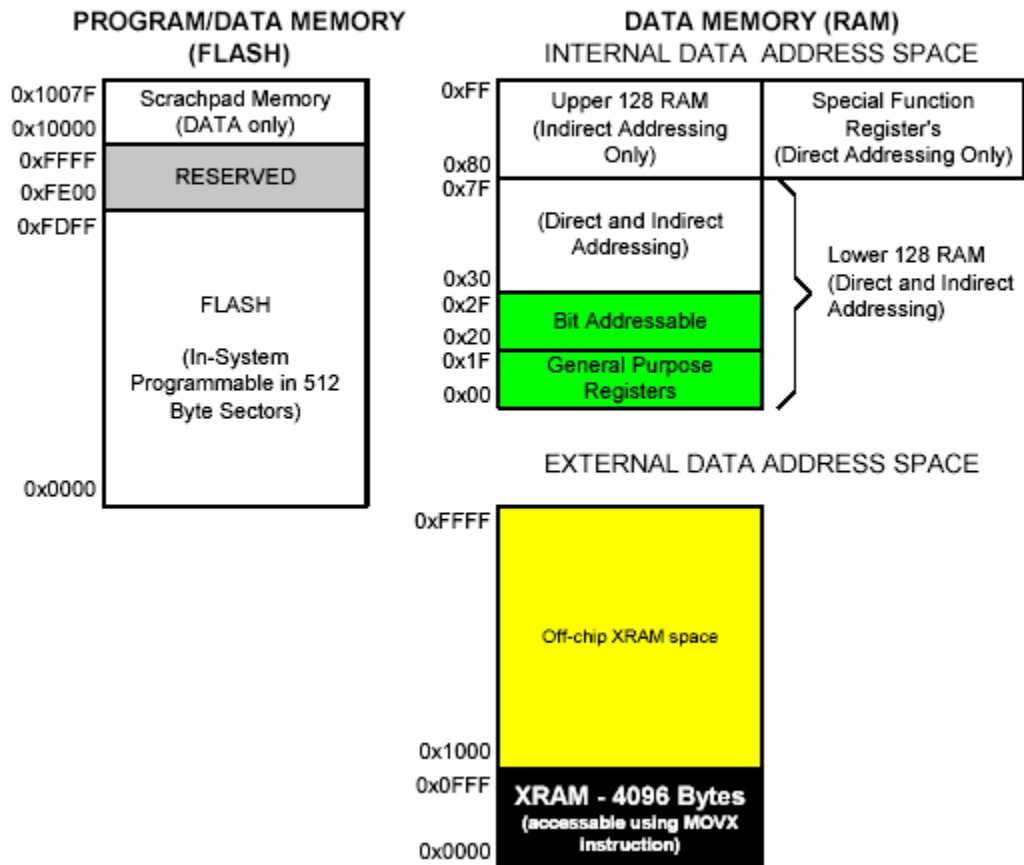 PROGRAM/DATA MEMORY
(FLASH)
0x1007F
Scrachpad Memory
0x10000
(DATA only)
0xFFFF
RESERVED
0xFE00
0xFDFF
FLASH
(In-System
Programmable in 512
Byte Sectors)
0x0000
DATA MEMORY (RAM)
INTERNAL DATA ADDRESS SPACE
0xFF
Upper 128 RAM
(Indirect Addressing
Only)
0x80
Special Function
Register's
(Direct Addressing Only)
0x7F
(Direct and Indirect
Addressing)
0x30
0x2F
Bit Addressable
0x20
0x1F
General Purpose
Registers
0x00
Lower 128 RAM
(Direct and Indirect
Addressing)
EXTERNAL DATA ADDRESS SPACE
0xFFFF
Off-chip XRAM space
0x1000
0x0FFF
XRAM - 4096 Bytes
(accessable using MOVX
instruction)
0x0000